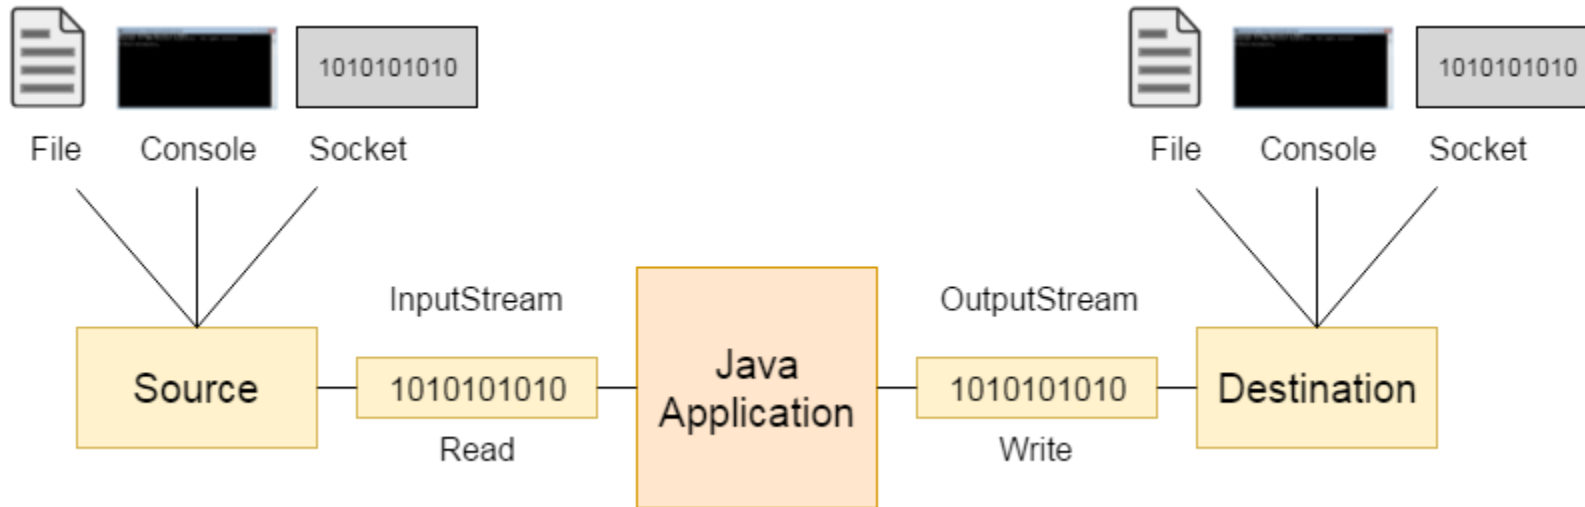 1010101010
1010101010
File
Console
Socket
File
Console
Socket
InputStream
OutputStream
Source
1010101010
Java
Application
1010101010
Destination
Read
Write